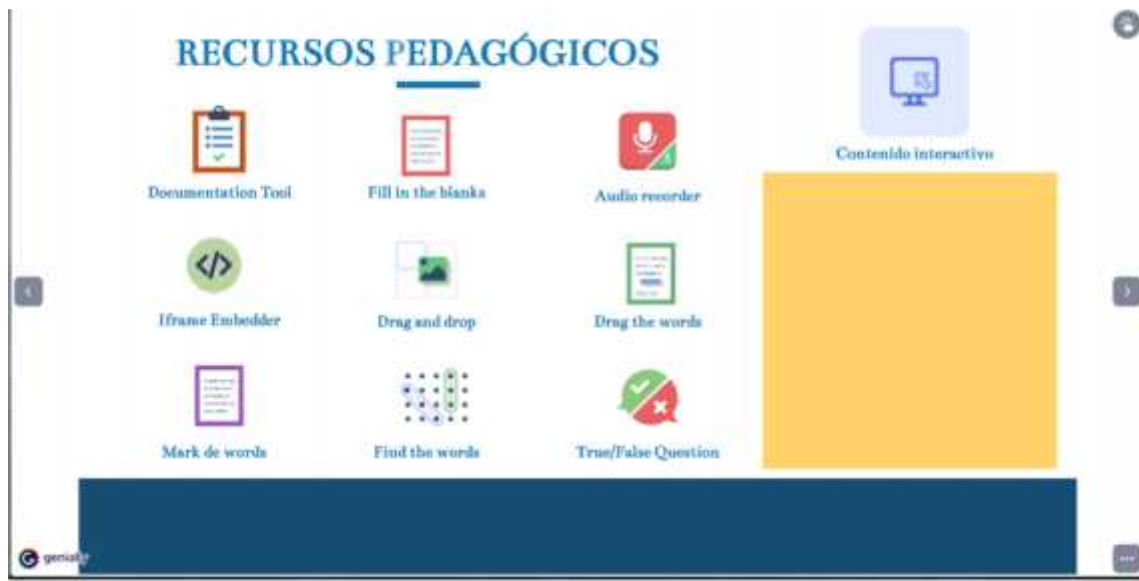 RECURSOS PEDAGÓGICOS
Contenido interactivo
Documentation Tool
Fill in the blanks
Audio recorder
Iframe Embedder
Drag and drop
Drag the words
Mark de words
Find the words
True/False Question
genially